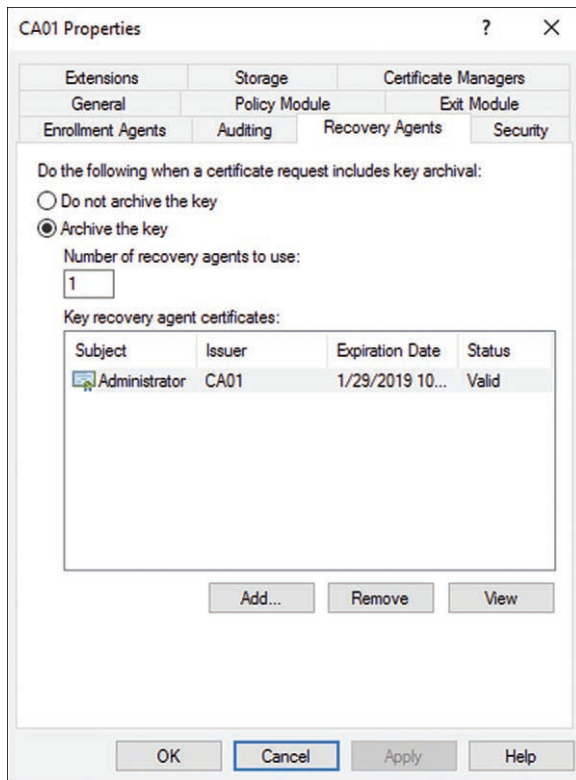 CA01 Properties ? ×
Extensions Storage Certificate Managers
General Policy Module Exit Module
Enrollment Agents Auditing Recovery Agents Security
Do the following when a certificate request includes key archival:
Do not archive the key
Archive the key
Number of recovery agents to use:
1
Key recovery agent certificates:
Subject Issuer Expiration Date Status
Administrator CA01 1/29/2019 10... Valid
Add... Remove View
OK Cancel Apply Help